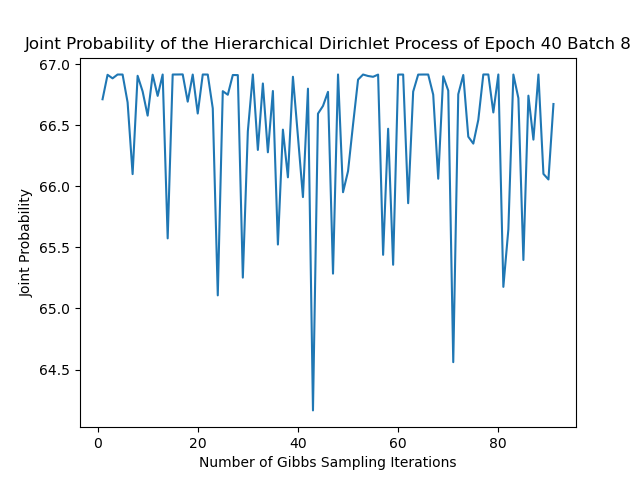 Joint Probability of the Hierarchical Dirichlet Process of Epoch 40 Batch 8
67.0
66.5
66.0
65.5
65.0
64.5
Joint Probability
0 20 40 60 80
Number of Gibbs Sampling Iterations